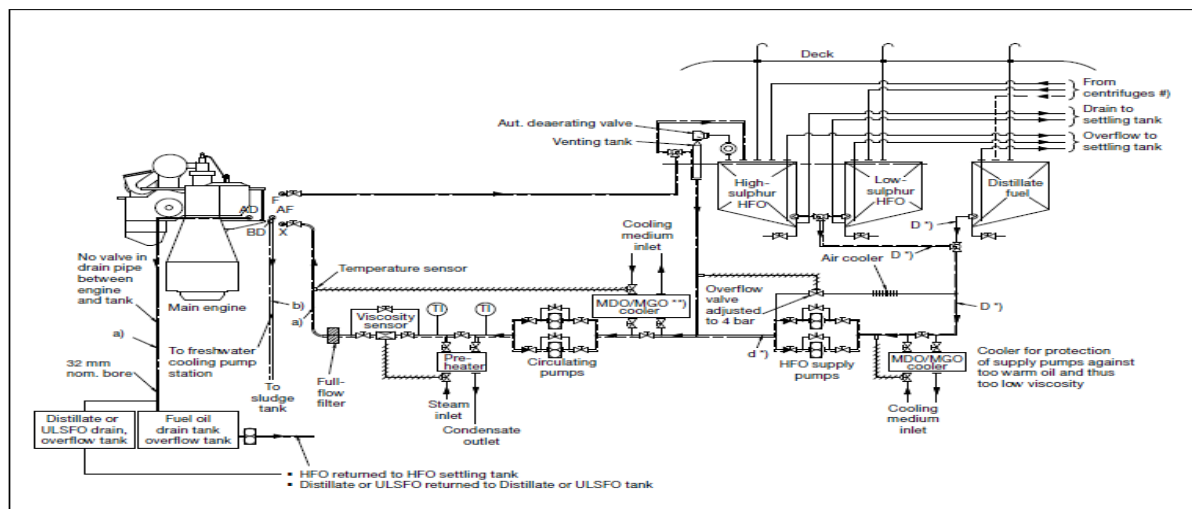 Deck
From
centrifuges #)
Drain to
settling tank
Overflow to
settling tank
Aut. deaerating valve
Venting tank
High-
sulphur
HFO
Low-
sulphur
HFO
Distillate
fuel
D *)
D *)
D *)
Air cooler
F
AD
AF
BD
X
No valve in
drain pipe
between
engine
and tank
Main engine
a)
b)
a)
To freshwater
cooling pump
station
32 mm
nom. bore
To
sludge
tank
Temperature sensor
Cooling
medium
inlet
Overflow
valve
adjusted
to 4 bar
MDO/MGO **)
cooler
Viscosity
sensor
TI
TI
Full-
flow
filter
Pre-
heater
Steam
inlet
Condensate
outlet
Circulating
pumps
d *)
HFO supply
pumps
MDO/MGO
cooler
Cooling
medium
inlet
Cooler for protection
of supply pumps against
too warm oil and thus
too low viscosity
Distillate or
ULSFO drain,
overflow tank
Fuel oil
drain tank
overflow tank
▪ HFO returned to HFO settling tank
▪ Distillate or ULSFO returned to Distillate or ULSFO tank